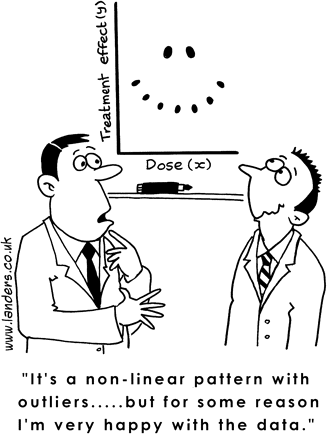 Treatment effect(y)
Dose(x)
www.landers.co.uk
"It's a non-linear pattern with
outliers.....but for some reason
I'm very happy with the data."